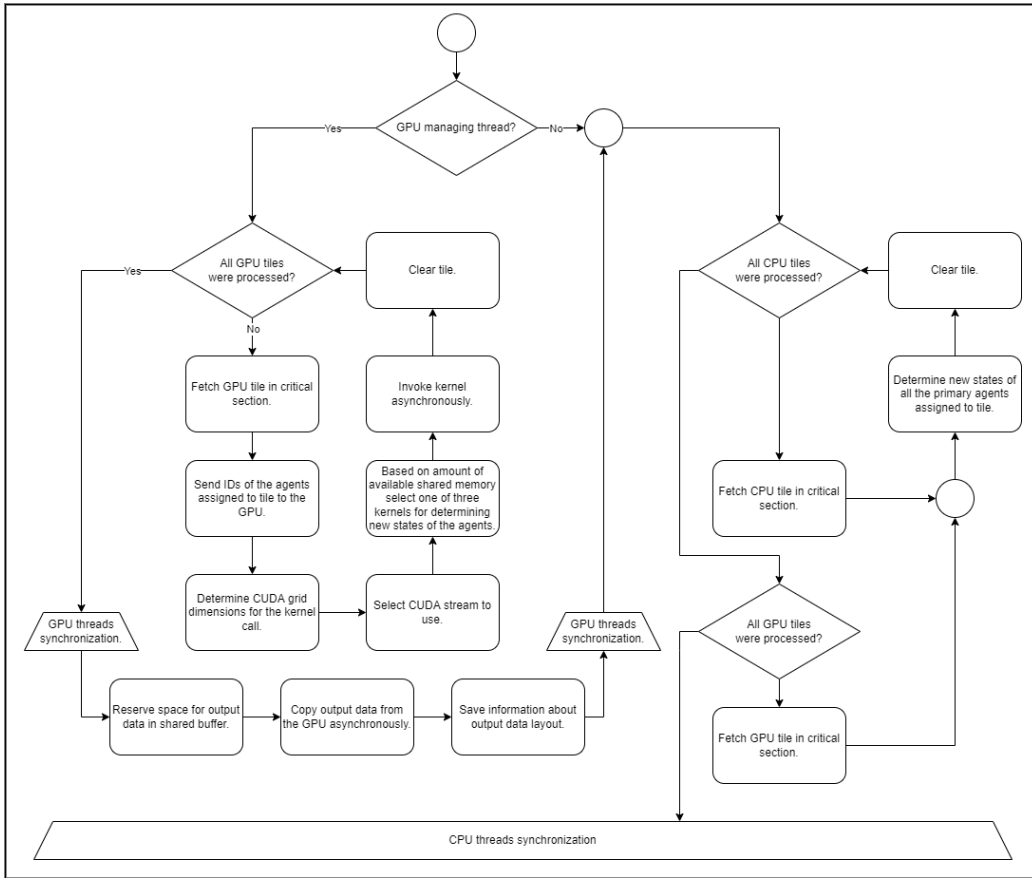 GPU managing thread?
Yes
No
All GPU tiles
were processed?
Yes
No
Clear tile.
Fetch GPU tile in critical
section.
Invoke kernel
asynchronously.
Send IDs of the agents
assigned to tile to the
GPU.
Based on amount of
available shared memory
select one of three
kernels for determining
new states of the agents.
Determine CUDA grid
dimensions for the kernel
call.
Select CUDA stream to
use.
GPU threads
synchronization.
Reserve space for output
data in shared buffer.
Copy output data from
the GPU asynchronously.
Save information about
output data layout.
GPU threads
synchronization.
All CPU tiles
were processed?
Clear tile.
Determine new states of
all the primary agents
assigned to tile.
Fetch CPU tile in critical
section.
All GPU tiles
were processed?
Fetch GPU tile in critical
section.
CPU threads synchronization